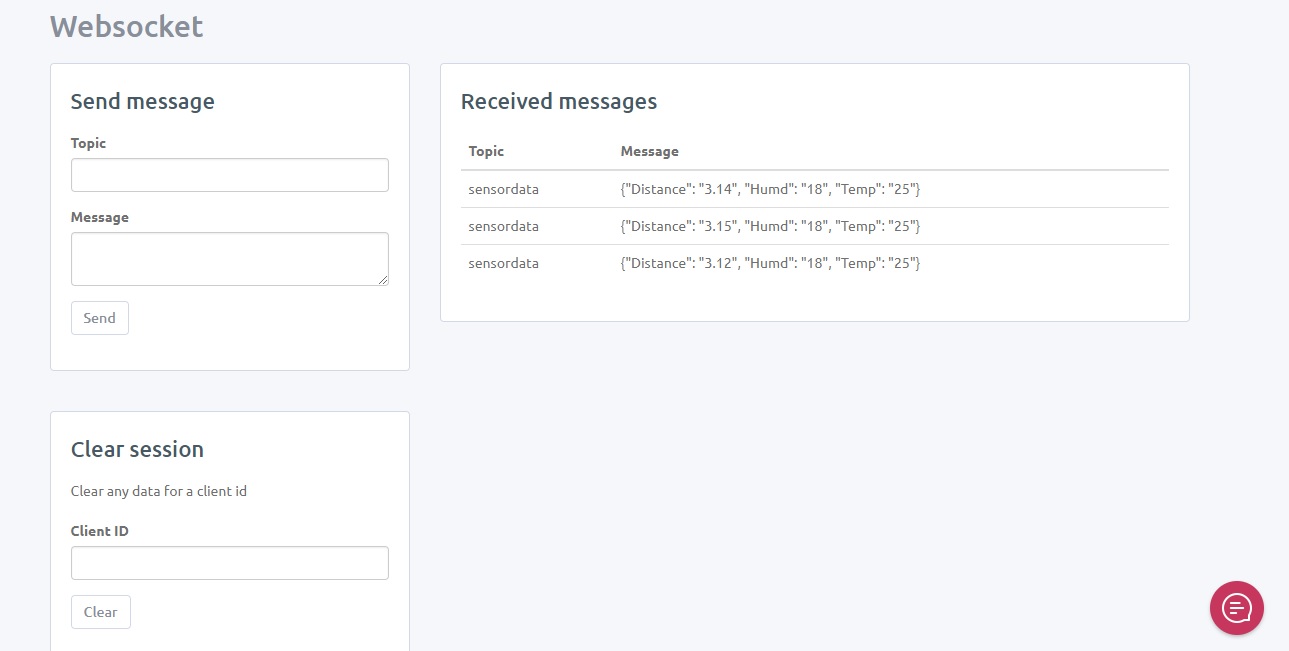 Websocket
Send message
Topic
Message
Send
Clear session
Clear any data for a client id
Client ID
Clear
Received messages
Topic Message
sensordata {"Distance": "3.14", "Humd": "18", "Temp": "25"}
sensordata {"Distance": "3.15", "Humd": "18", "Temp": "25"}
sensordata {"Distance": "3.12", "Humd": "18", "Temp": "25"}